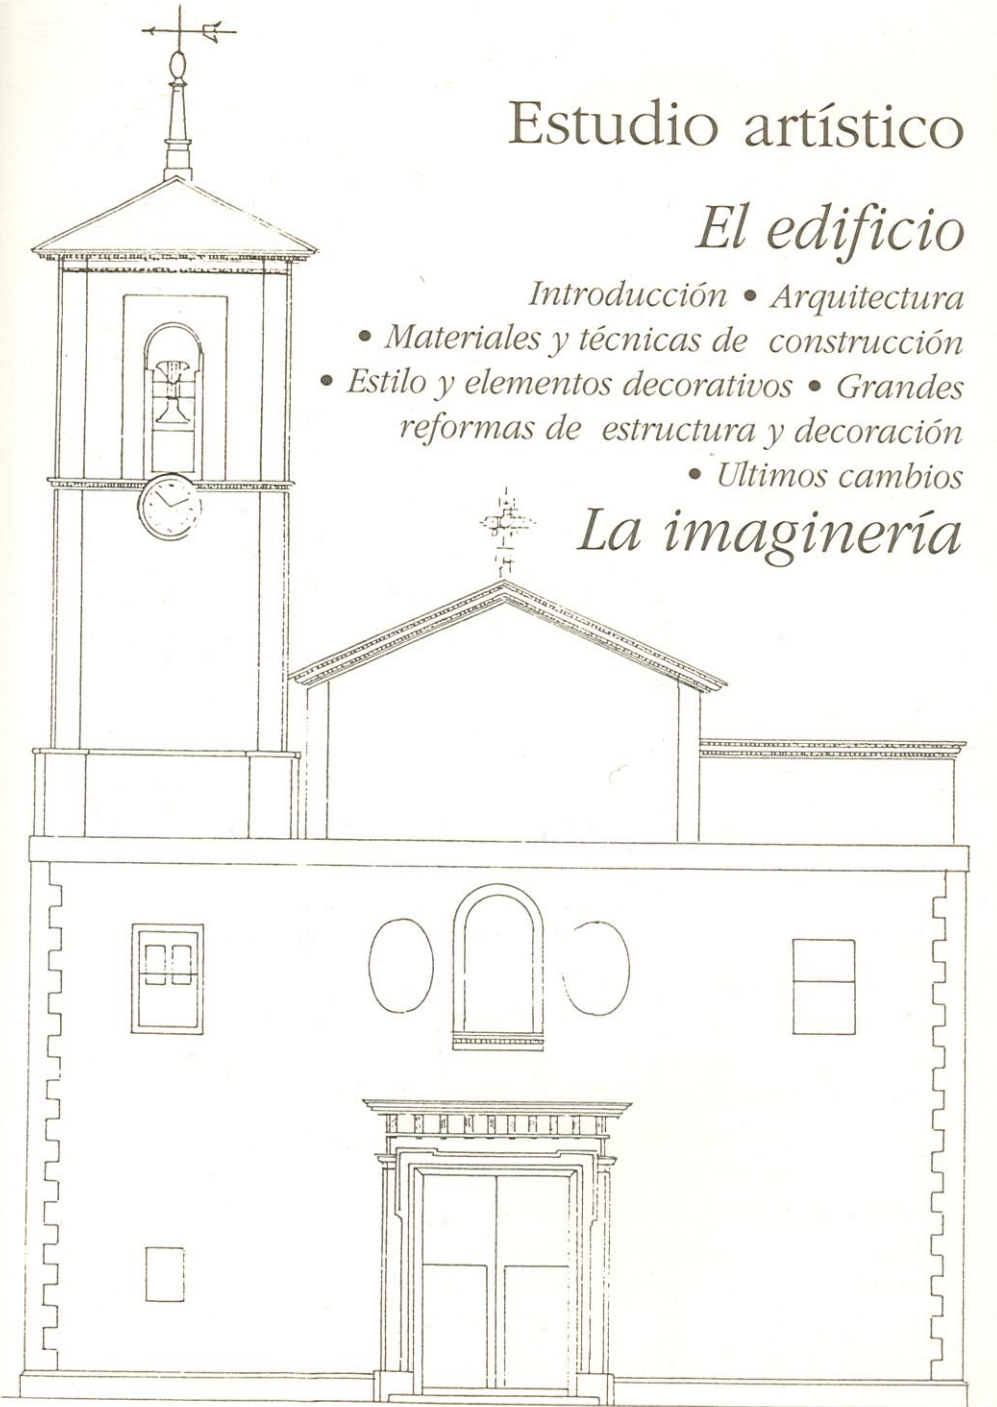 Estudio artístico
El edificio
Introducción • Arquitectura
• Materiales y técnicas de construcción
• Estilo y elementos decorativos • Grandes
reformas de estructura y decoración
• Ultimos cambios
La imaginería